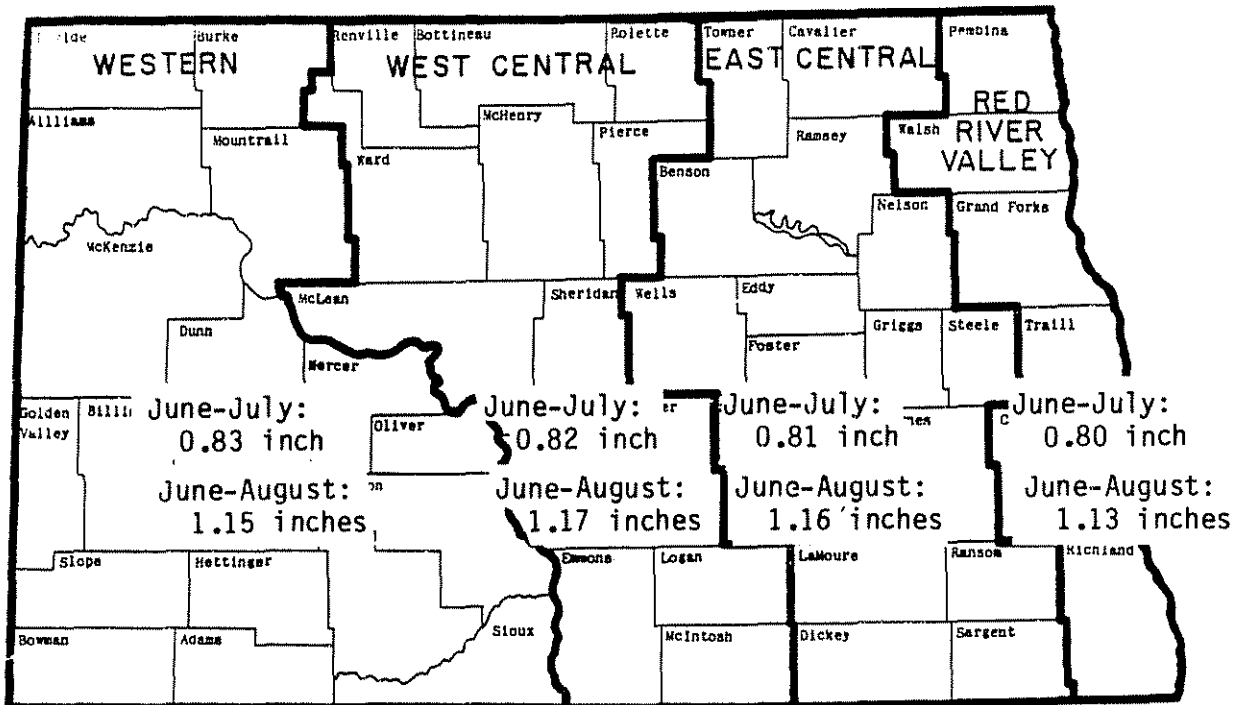 Burke
Renville
Bottineau
Rolette
Towner
Cavalier
Pembina
WESTERN
WEST CENTRAL
EAST CENTRAL
RED
RIVER
VALLEY
Williams
Mountrail
McHenry
Pierce
Ramsey
Walsh
Ward
Benson
Nelson
Grand Forks
McKenzie
McLean
Sheridan
Wells
Eddy
Dunn
Griggs
Steele
Traill
Foster
Mercer
Golden
Valley
Billi
Oliver
June-July:
0.83 inch
June-July:
0.82 inch
June-July:
0.81 inch
June-July:
0.80 inch
June-August:
1.15 inches
June-August:
1.17 inches
June-August:
1.16 inches
June-August:
1.13 inches
Slope
Hettinger
Emmons
Logan
LaMoure
Ransom
Richland
Bowman
Adams
Sioux
McIntosh
Dickey
Sargent